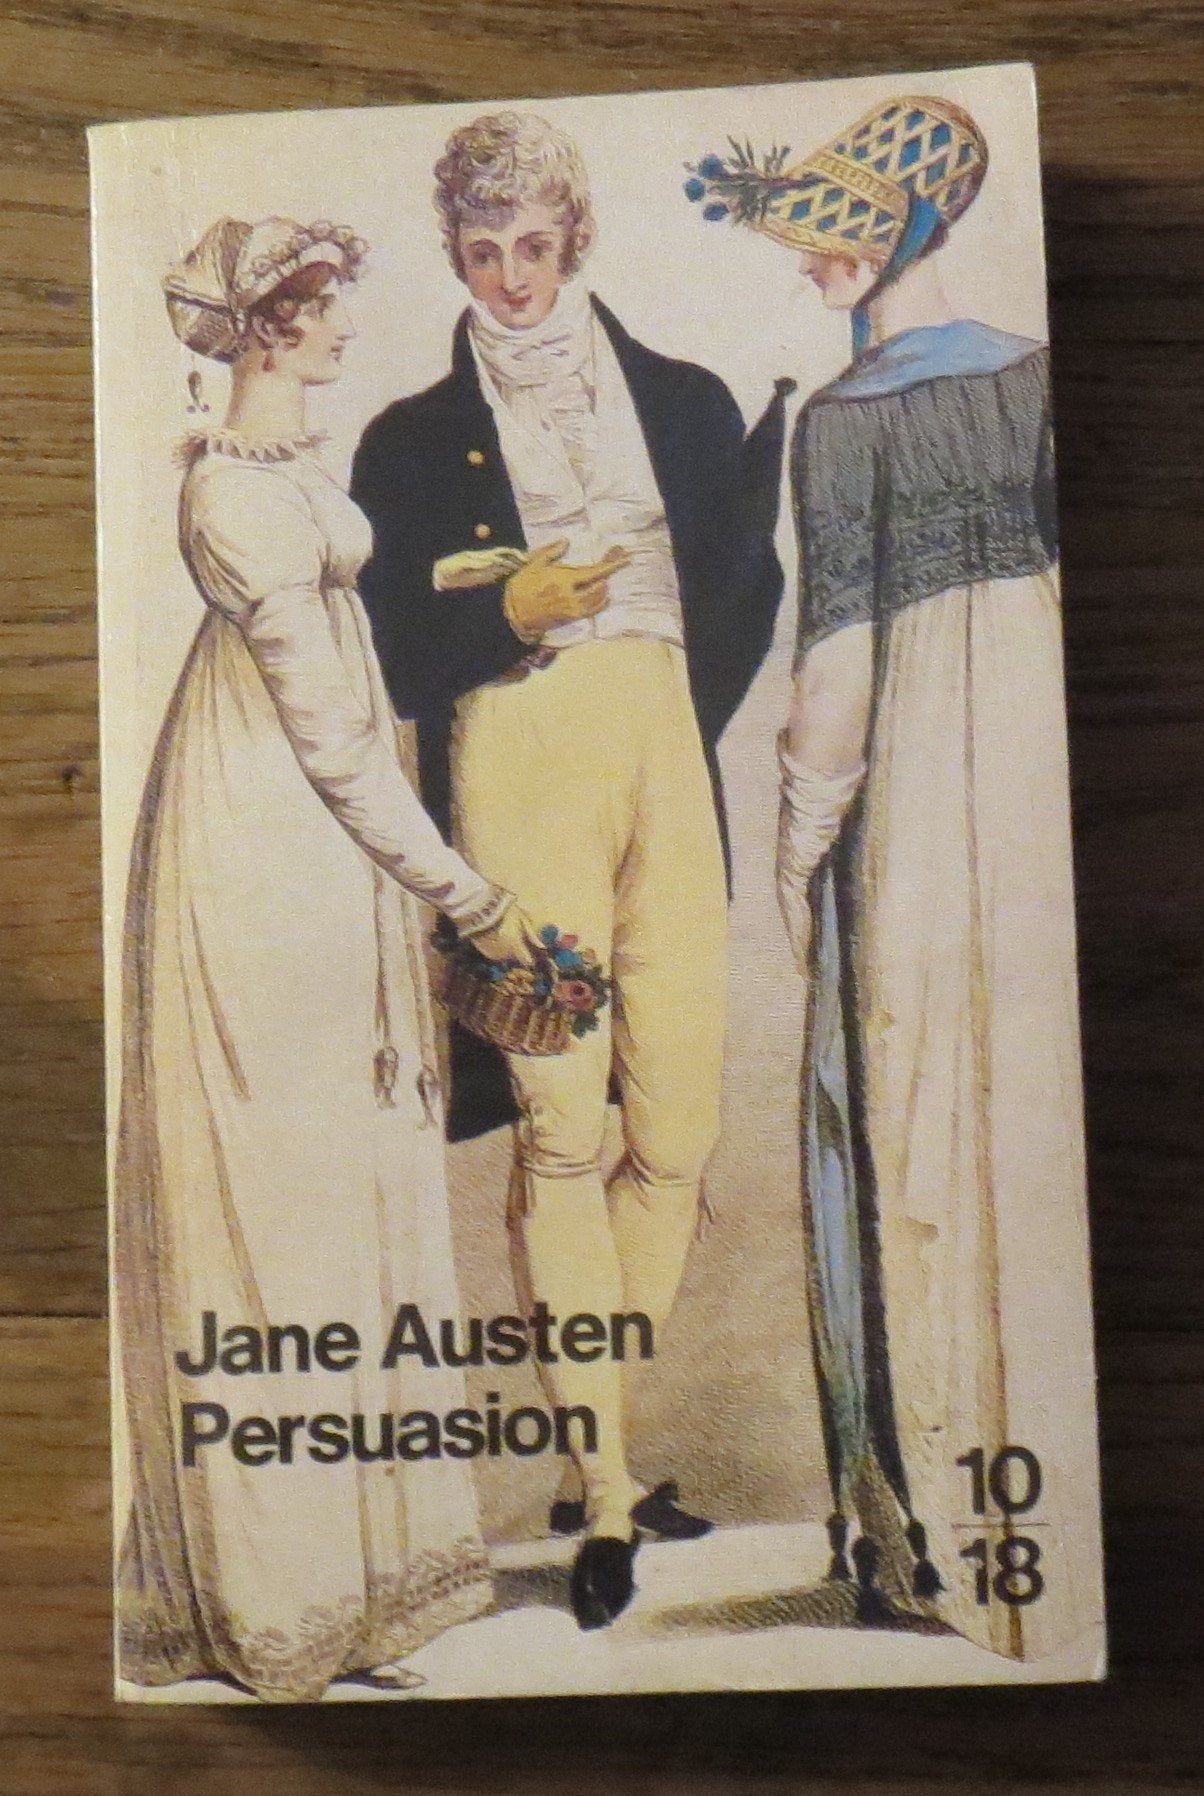 Jane Austen
Persuasion
10
18